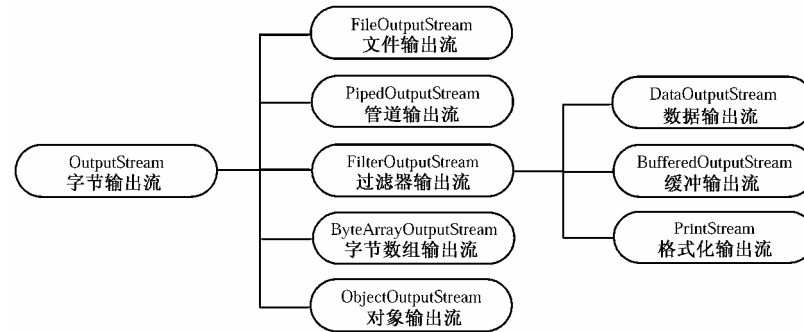 FileOutputStream
文件输出流
PipedOutputStream
管道输出流
DataOutputStream
数据输出流
OutputStream
字节输出流
FilterOutputStream
过滤器输出流
BufferedOutputStream
缓冲输出流
ByteArrayOutputStream
字节数组输出流
PrintStream
格式化输出流
ObjectOutputStream
对象输出流